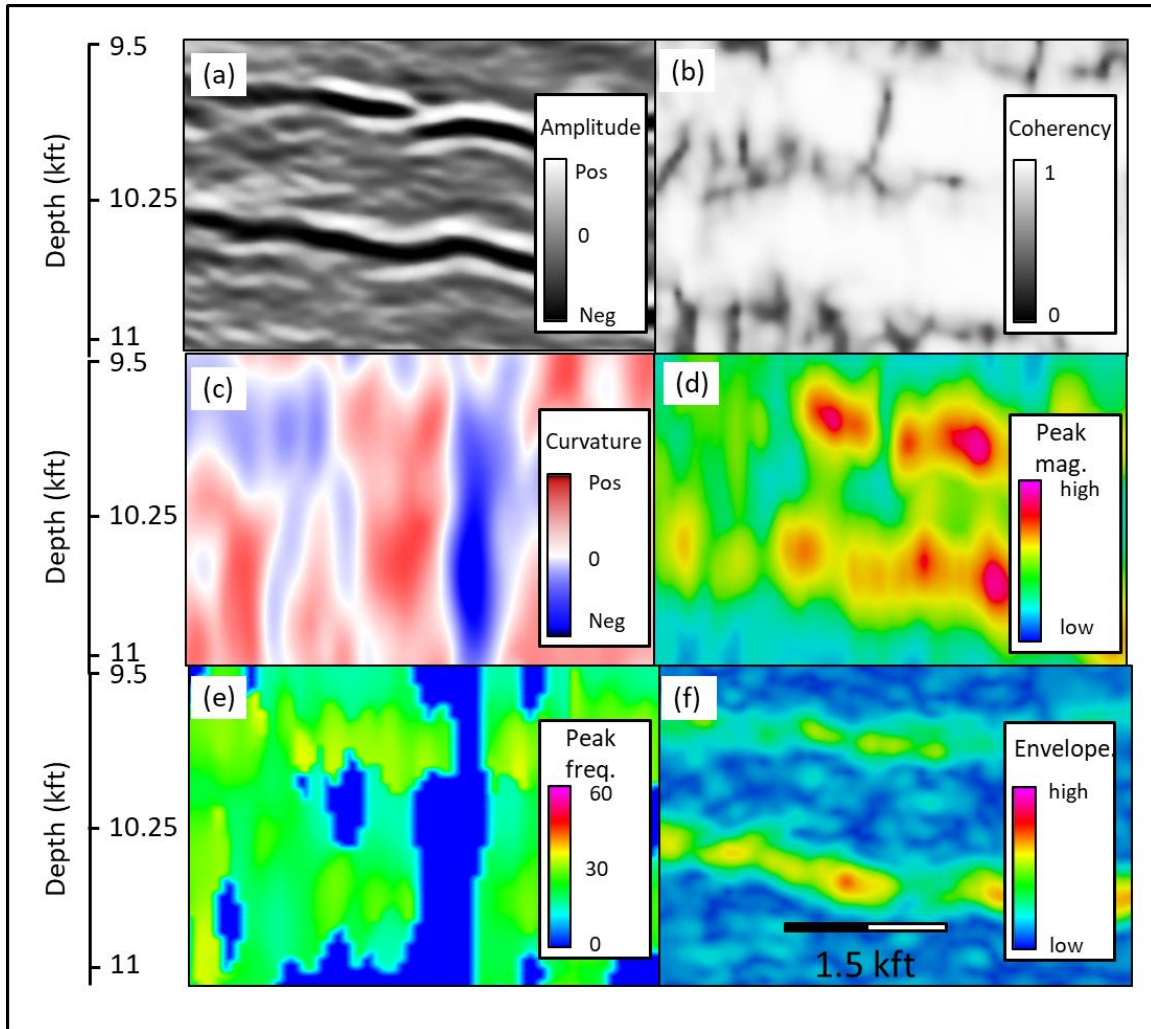 9.5
(a)
(b)
Amplitude
Pos
0
Neg
Coherency
1
0
Depth (kft)
10.25
11
9.5
(c)
(d)
Curvature
Pos
0
Neg
Peak
mag.
high
low
Depth (kft)
10.25
11
9.5
(e)
(f)
Peak
freq.
60
30
0
Envelope.
high
low
Depth (kft)
10.25
11
1.5 kft